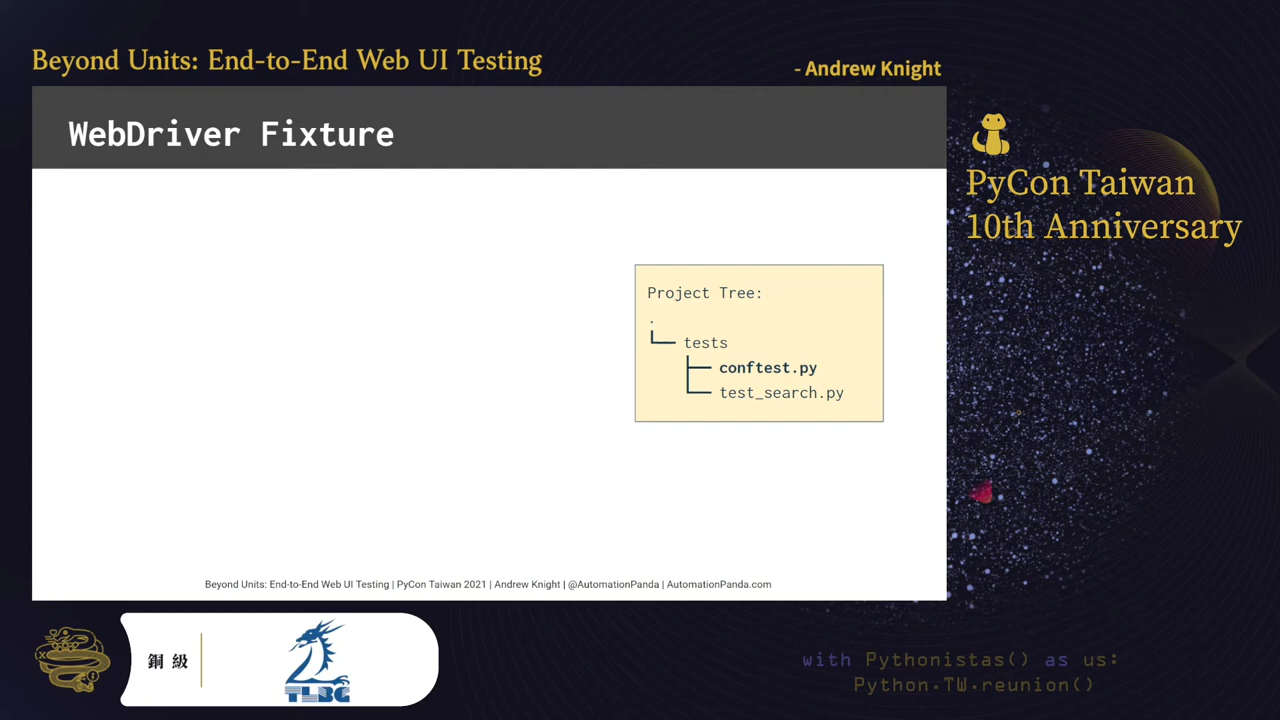 Beyond Units: End-to-End Web UI Testing
- Andrew Knight
WebDriver Fixture
PyCon Taiwan
10th Anniversary
Project Tree:
.
└── tests
├── conftest.py
└── test_search.py
Beyond Units: End-to-End Web UI Testing | PyCon Taiwan 2021 | Andrew Knight | @AutomationPanda | AutomationPanda.com
銅級
TLBG
with Pythonistas() as us:
Python.TW.reunion()